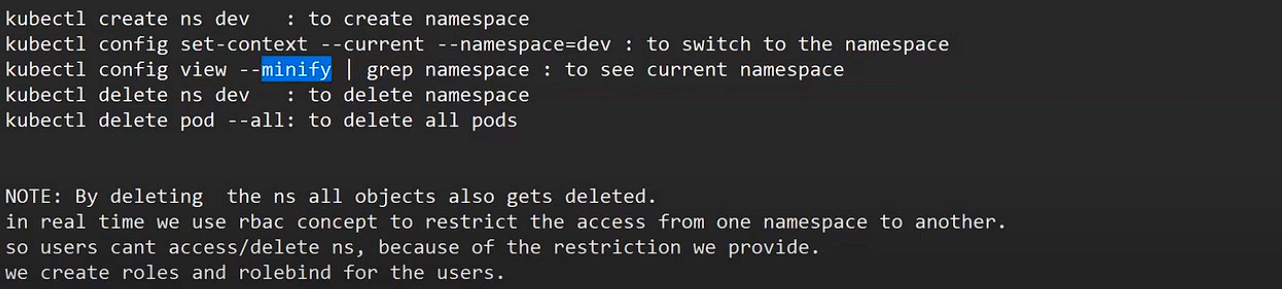 kubectl create ns dev   : to create namespace
kubectl config set-context --current --namespace=dev : to switch to the namespace
kubectl config view --minify | grep namespace : to see current namespace
kubectl delete ns dev   : to delete namespace
kubectl delete pod --all: to delete all pods
NOTE: By deleting  the ns all objects also gets deleted.
in real time we use rbac concept to restrict the access from one namespace to another.
so users cant access/delete ns, because of the restriction we provide.
we create roles and rolebind for the users.